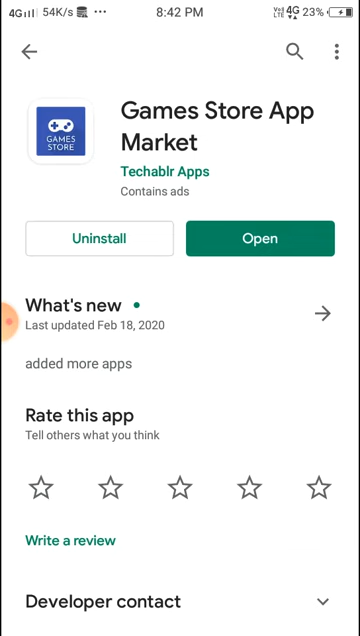 4G 54K/s ••• 8:42 PM VoLTE 4G 23%
Games Store App
Market
GAMES
STORE
Techablr Apps
Contains ads
Uninstall Open
What's new •
Last updated Feb 18, 2020
added more apps
Rate this app
Tell others what you think
Write a review
Developer contact